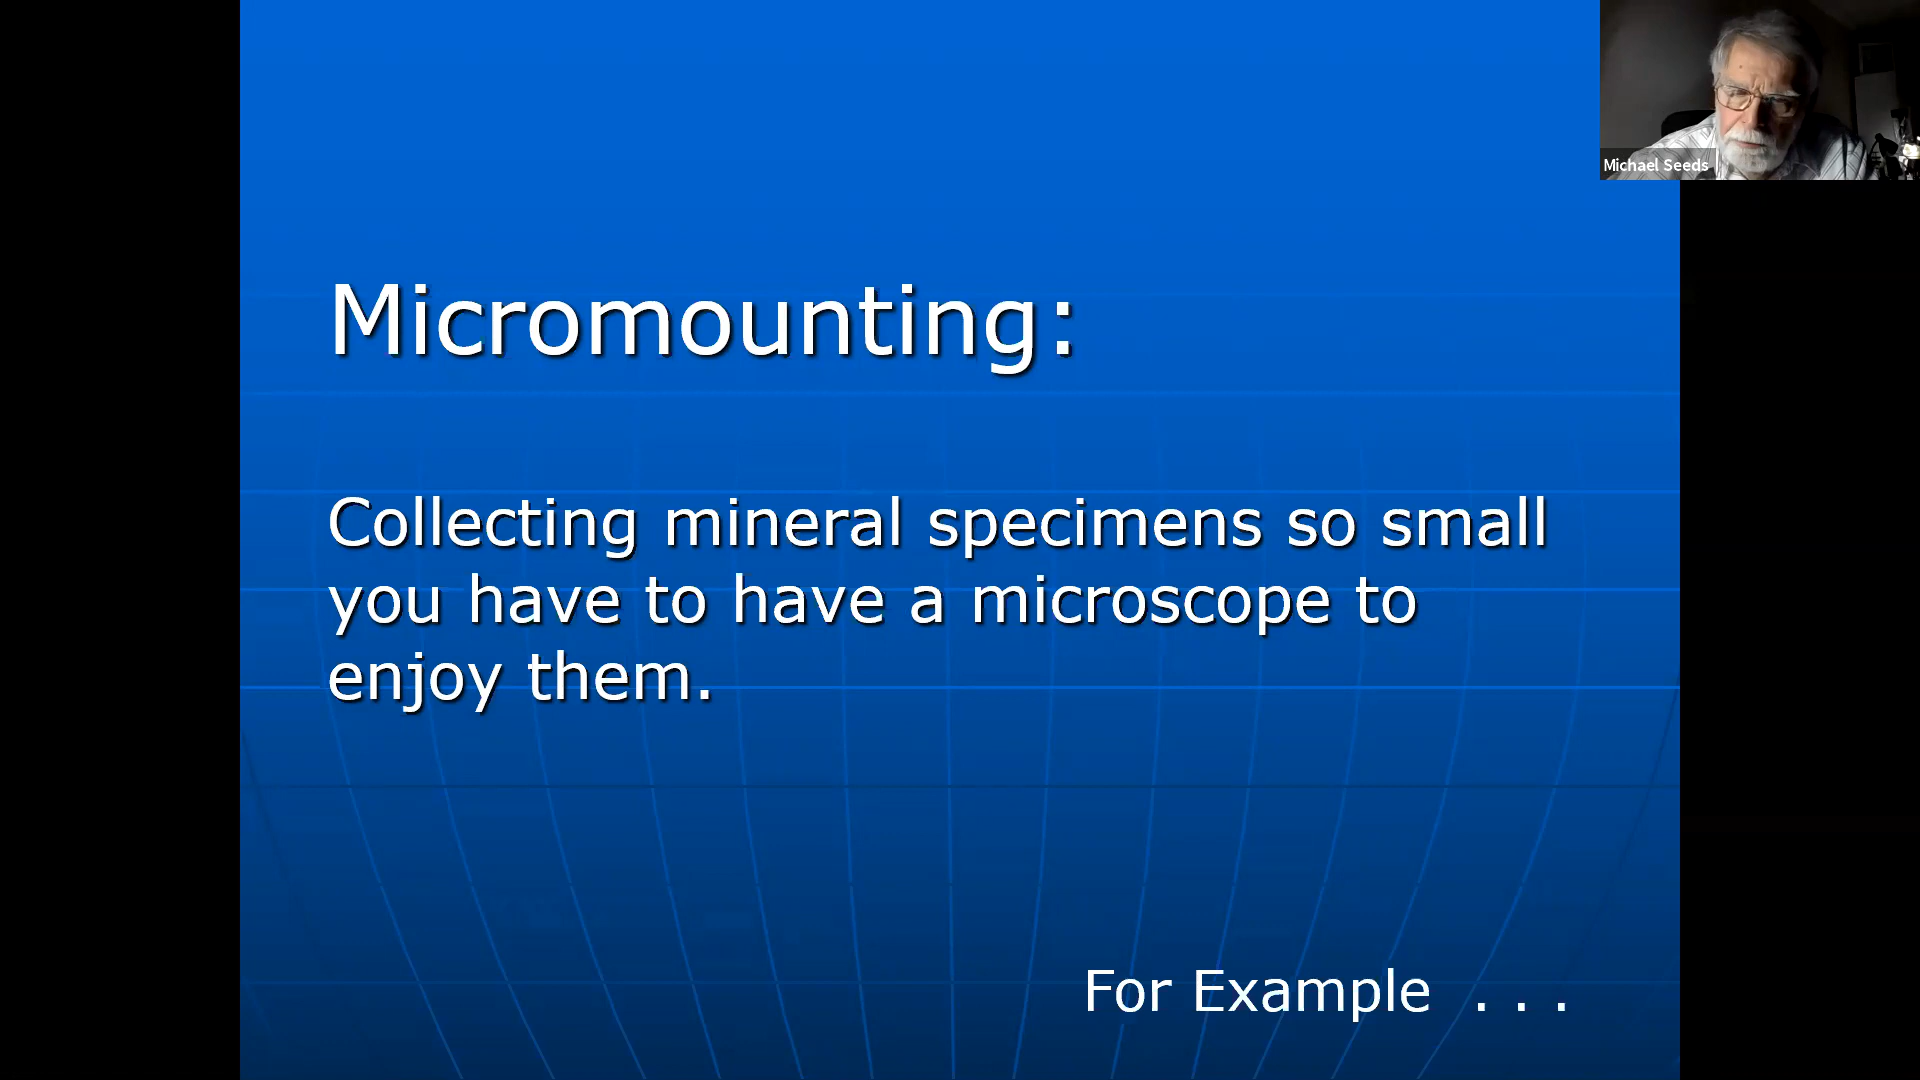 Michael Seeds
Micromounting:
Collecting mineral specimens so small
you have to have a microscope to
enjoy them.
For Example . . .